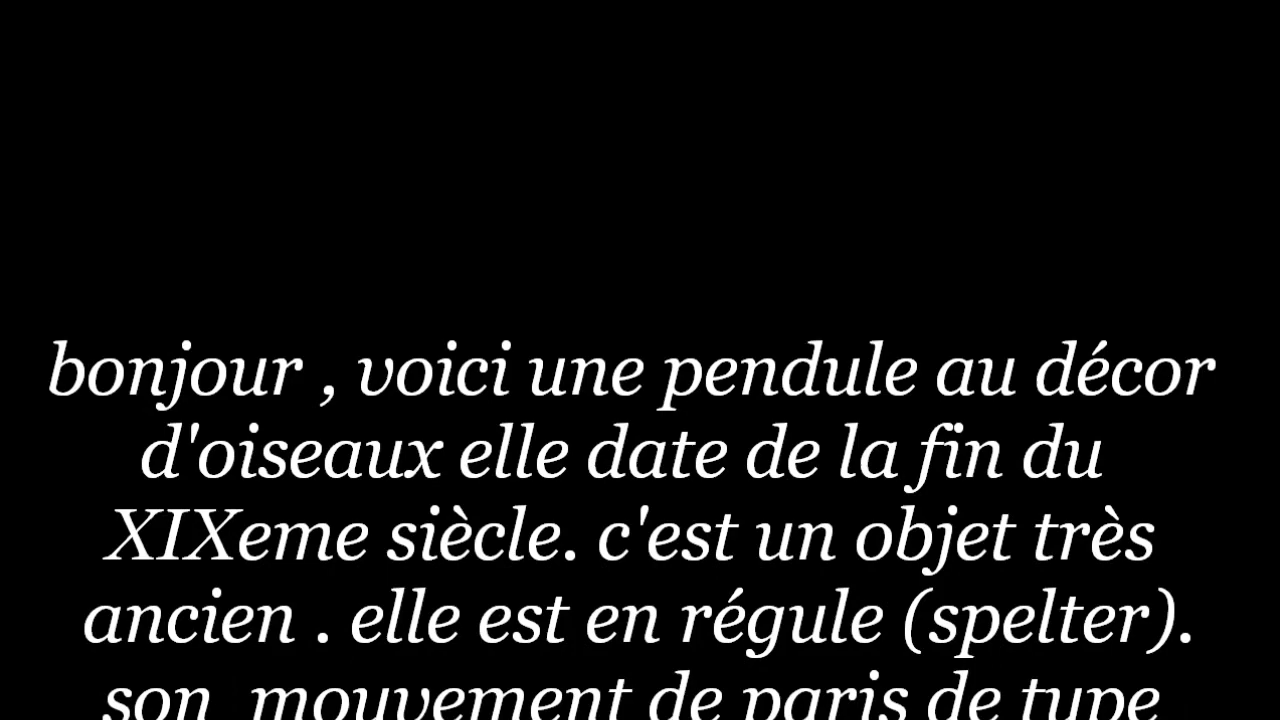 bonjour , voici une pendule au décor
d'oiseaux elle date de la fin du
XIXeme siècle. c'est un objet très
ancien . elle est en régule (spelter).
son mouvement de paris de type